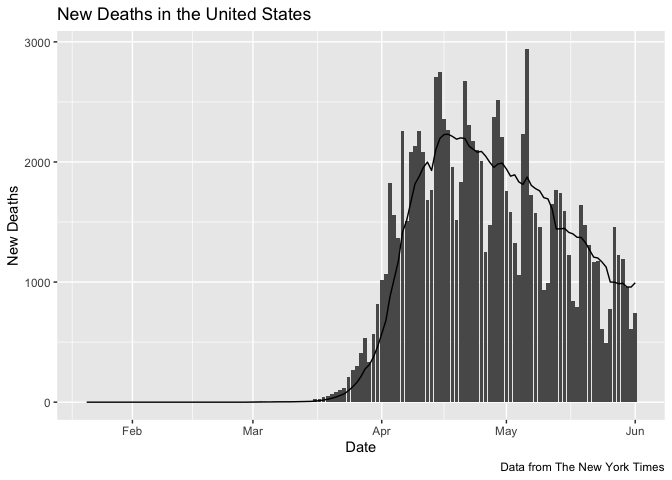 New Deaths in the United States
New Deaths
3000
2000
1000
0
Feb
Mar
Apr
May
Jun
Date
Data from The New York Times